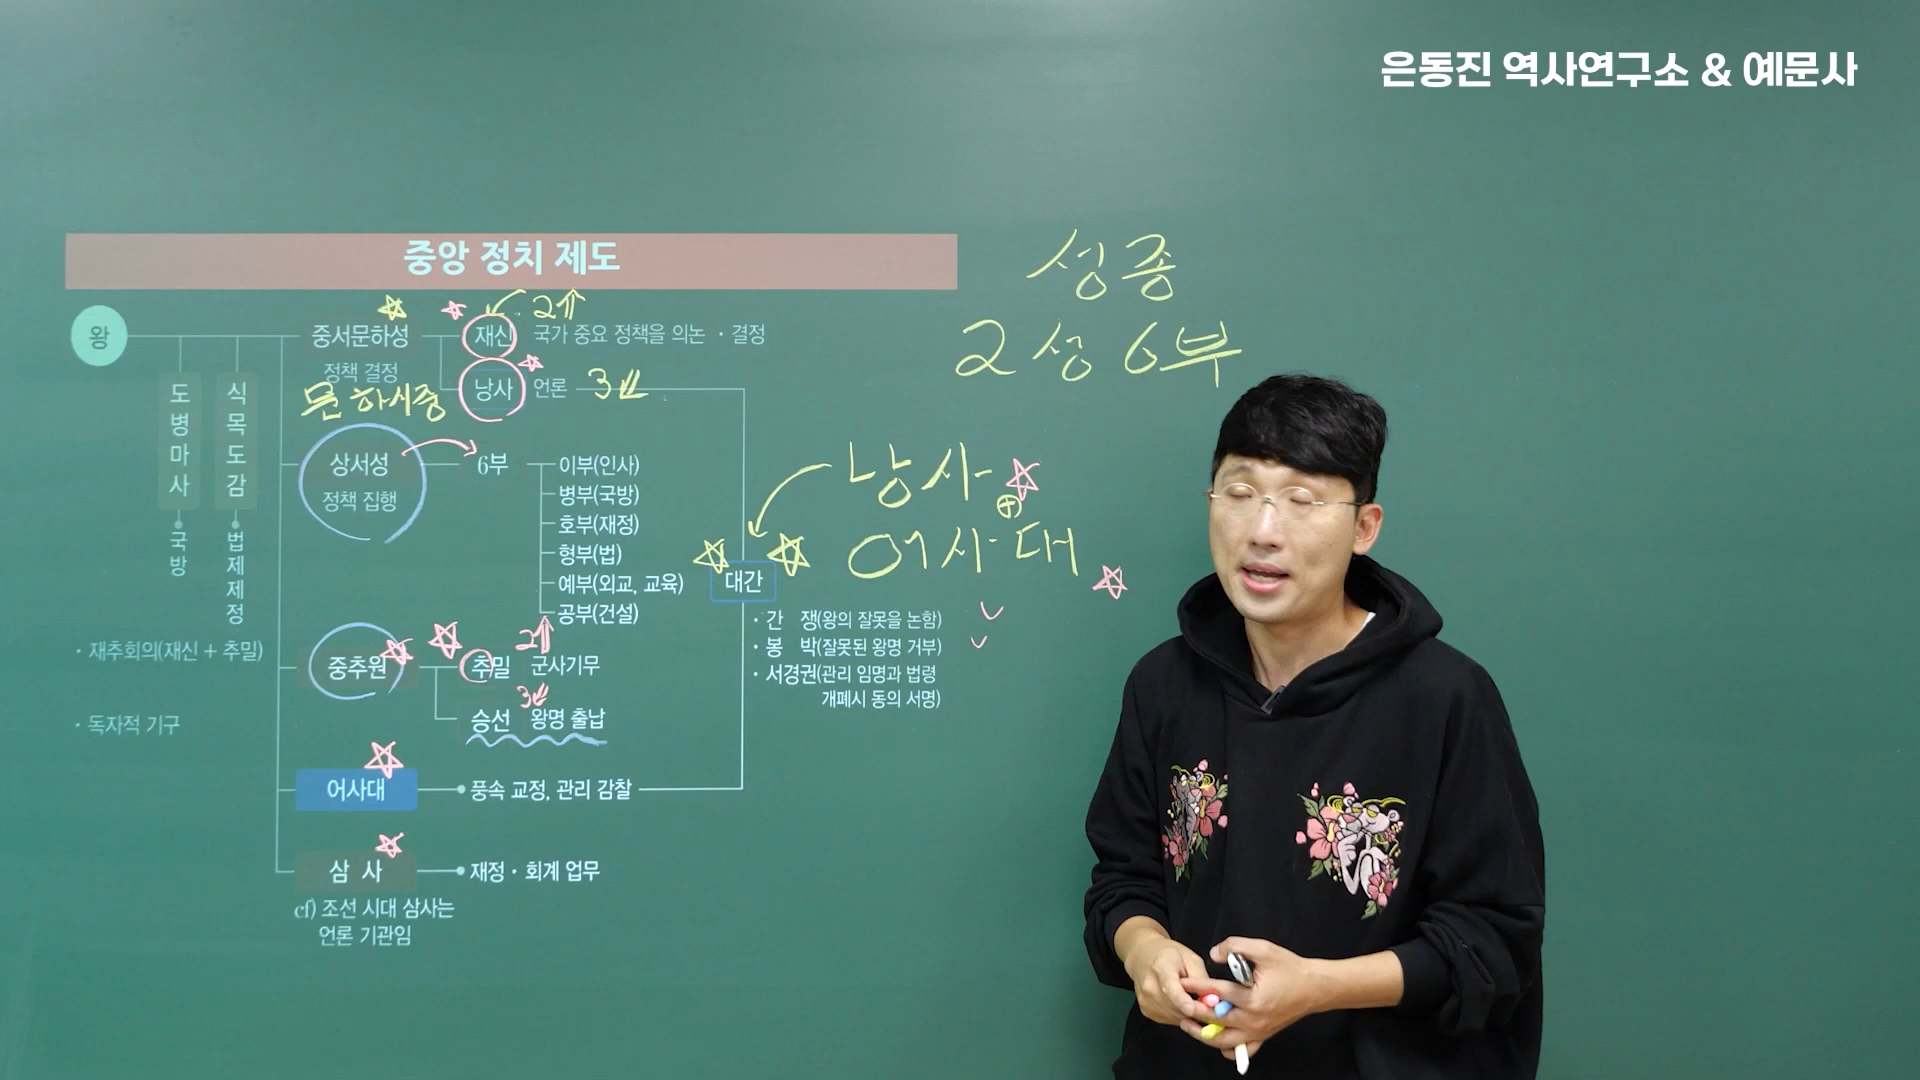 은동진 역사연구소 & 예문사
중앙 정치 제도
성종
2성 6부
왕
중서문하성
정책 결정
문하시중
재신
2⇑
국가 중요 정책을 의논 · 결정
낭사
언론
3⇓
도병마사
국방
식목도감
법제제정
상서성
정책 집행
6부
이부(인사)
병부(국방)
호부(재정)
형부(법)
예부(외교, 교육)
공부(건설)
낭사
⊕
어사대
대간
· 간 쟁(왕의 잘못을 논함)
· 봉 박(잘못된 왕명 거부)
· 서경권(관리 임명과 법령
개폐시 동의 서명)
· 재추회의(재신 + 추밀)
· 독자적 기구
중추원
추밀
2⇑
군사기무
승선
3⇓
왕명 출납
어사대
풍속 교정, 관리 감찰
삼 사
재정 · 회계 업무
cf) 조선 시대 삼사는
언론 기관임